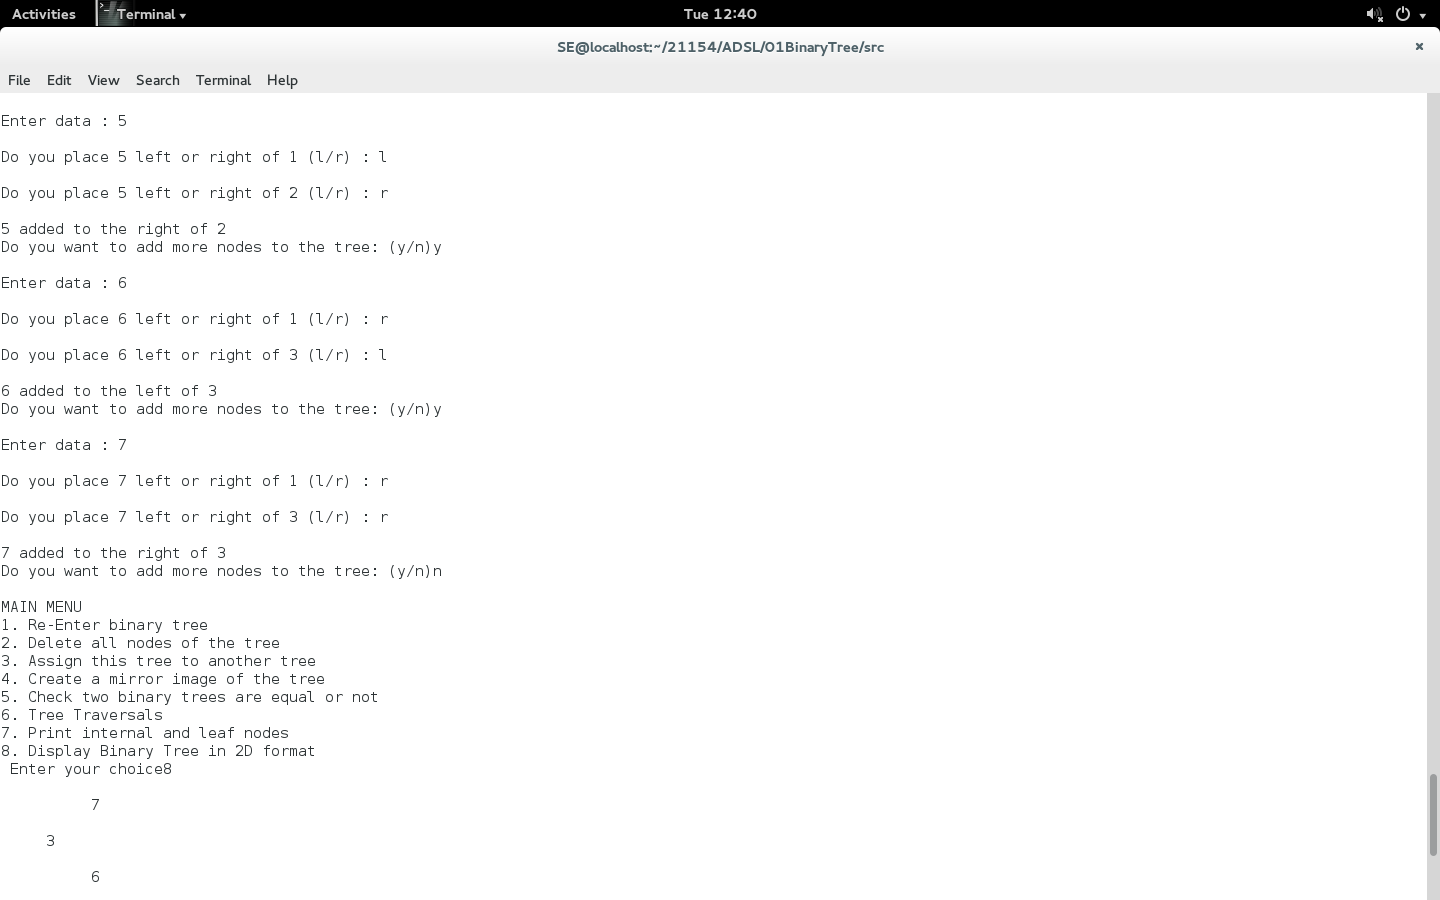 Activities Terminal Tue 12:40
SE@localhost:~/21154/ADSL/01BinaryTree/src
File Edit View Search Terminal Help
Enter data : 5
Do you place 5 left or right of 1 (l/r) : l
Do you place 5 left or right of 2 (l/r) : r
5 added to the right of 2
Do you want to add more nodes to the tree: (y/n)y
Enter data : 6
Do you place 6 left or right of 1 (l/r) : r
Do you place 6 left or right of 3 (l/r) : l
6 added to the left of 3
Do you want to add more nodes to the tree: (y/n)y
Enter data : 7
Do you place 7 left or right of 1 (l/r) : r
Do you place 7 left or right of 3 (l/r) : r
7 added to the right of 3
Do you want to add more nodes to the tree: (y/n)n
MAIN MENU
1. Re-Enter binary tree
2. Delete all nodes of the tree
3. Assign this tree to another tree
4. Create a mirror image of the tree
5. Check two binary trees are equal or not
6. Tree Traversals
7. Print internal and leaf nodes
8. Display Binary Tree in 2D format
Enter your choice8
7
3
6